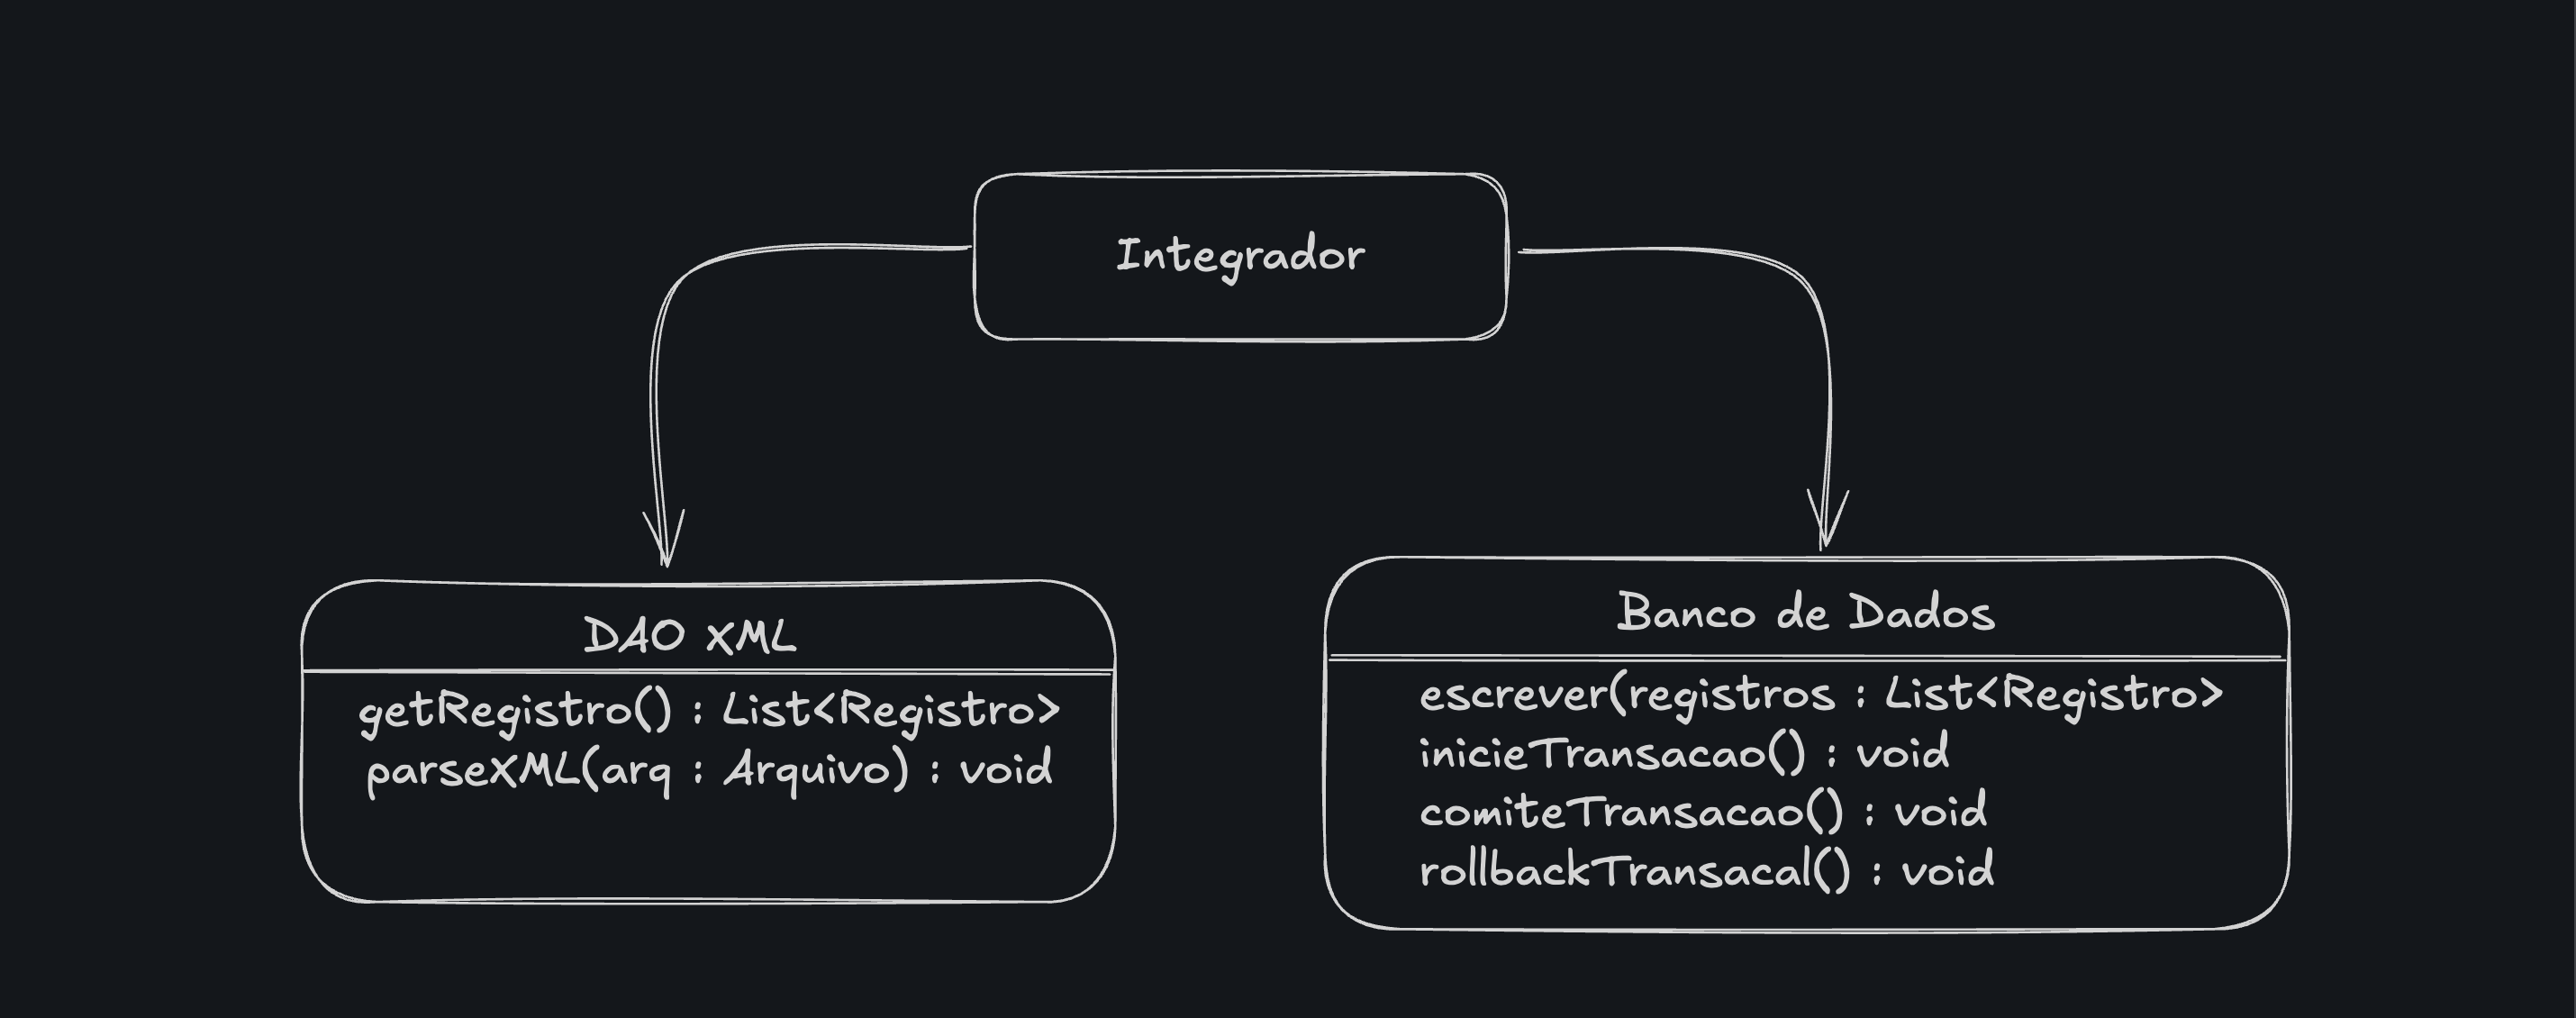 Integrador
DAO XML
getRegistro() : List<Registro>
parseXML(arq : Arquivo) : void
Banco de Dados
escrever(registros : List<Registro>
inicieTransacao() : void
comiteTransacao() : void
rollbackTransacal() : void